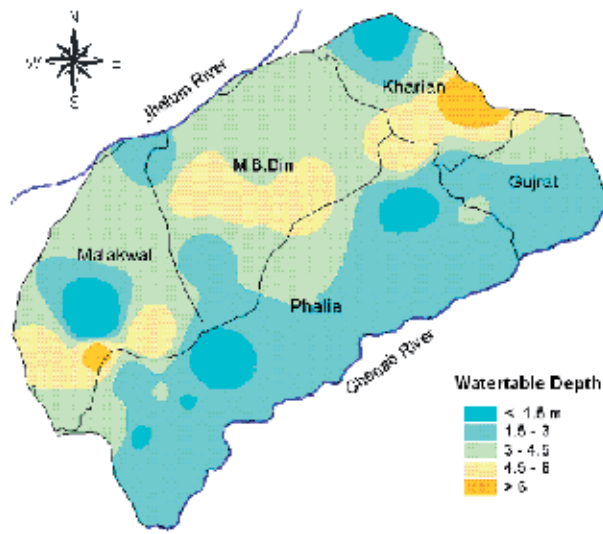 N
W E
S
Jhelum River
Kharian
M.B.Din
Gujrat
Malakwal
Phalia
Chenab River
Watertable Depth
< 1.5 m
1.5 - 3
3 - 4.5
4.5 - 6
> 6